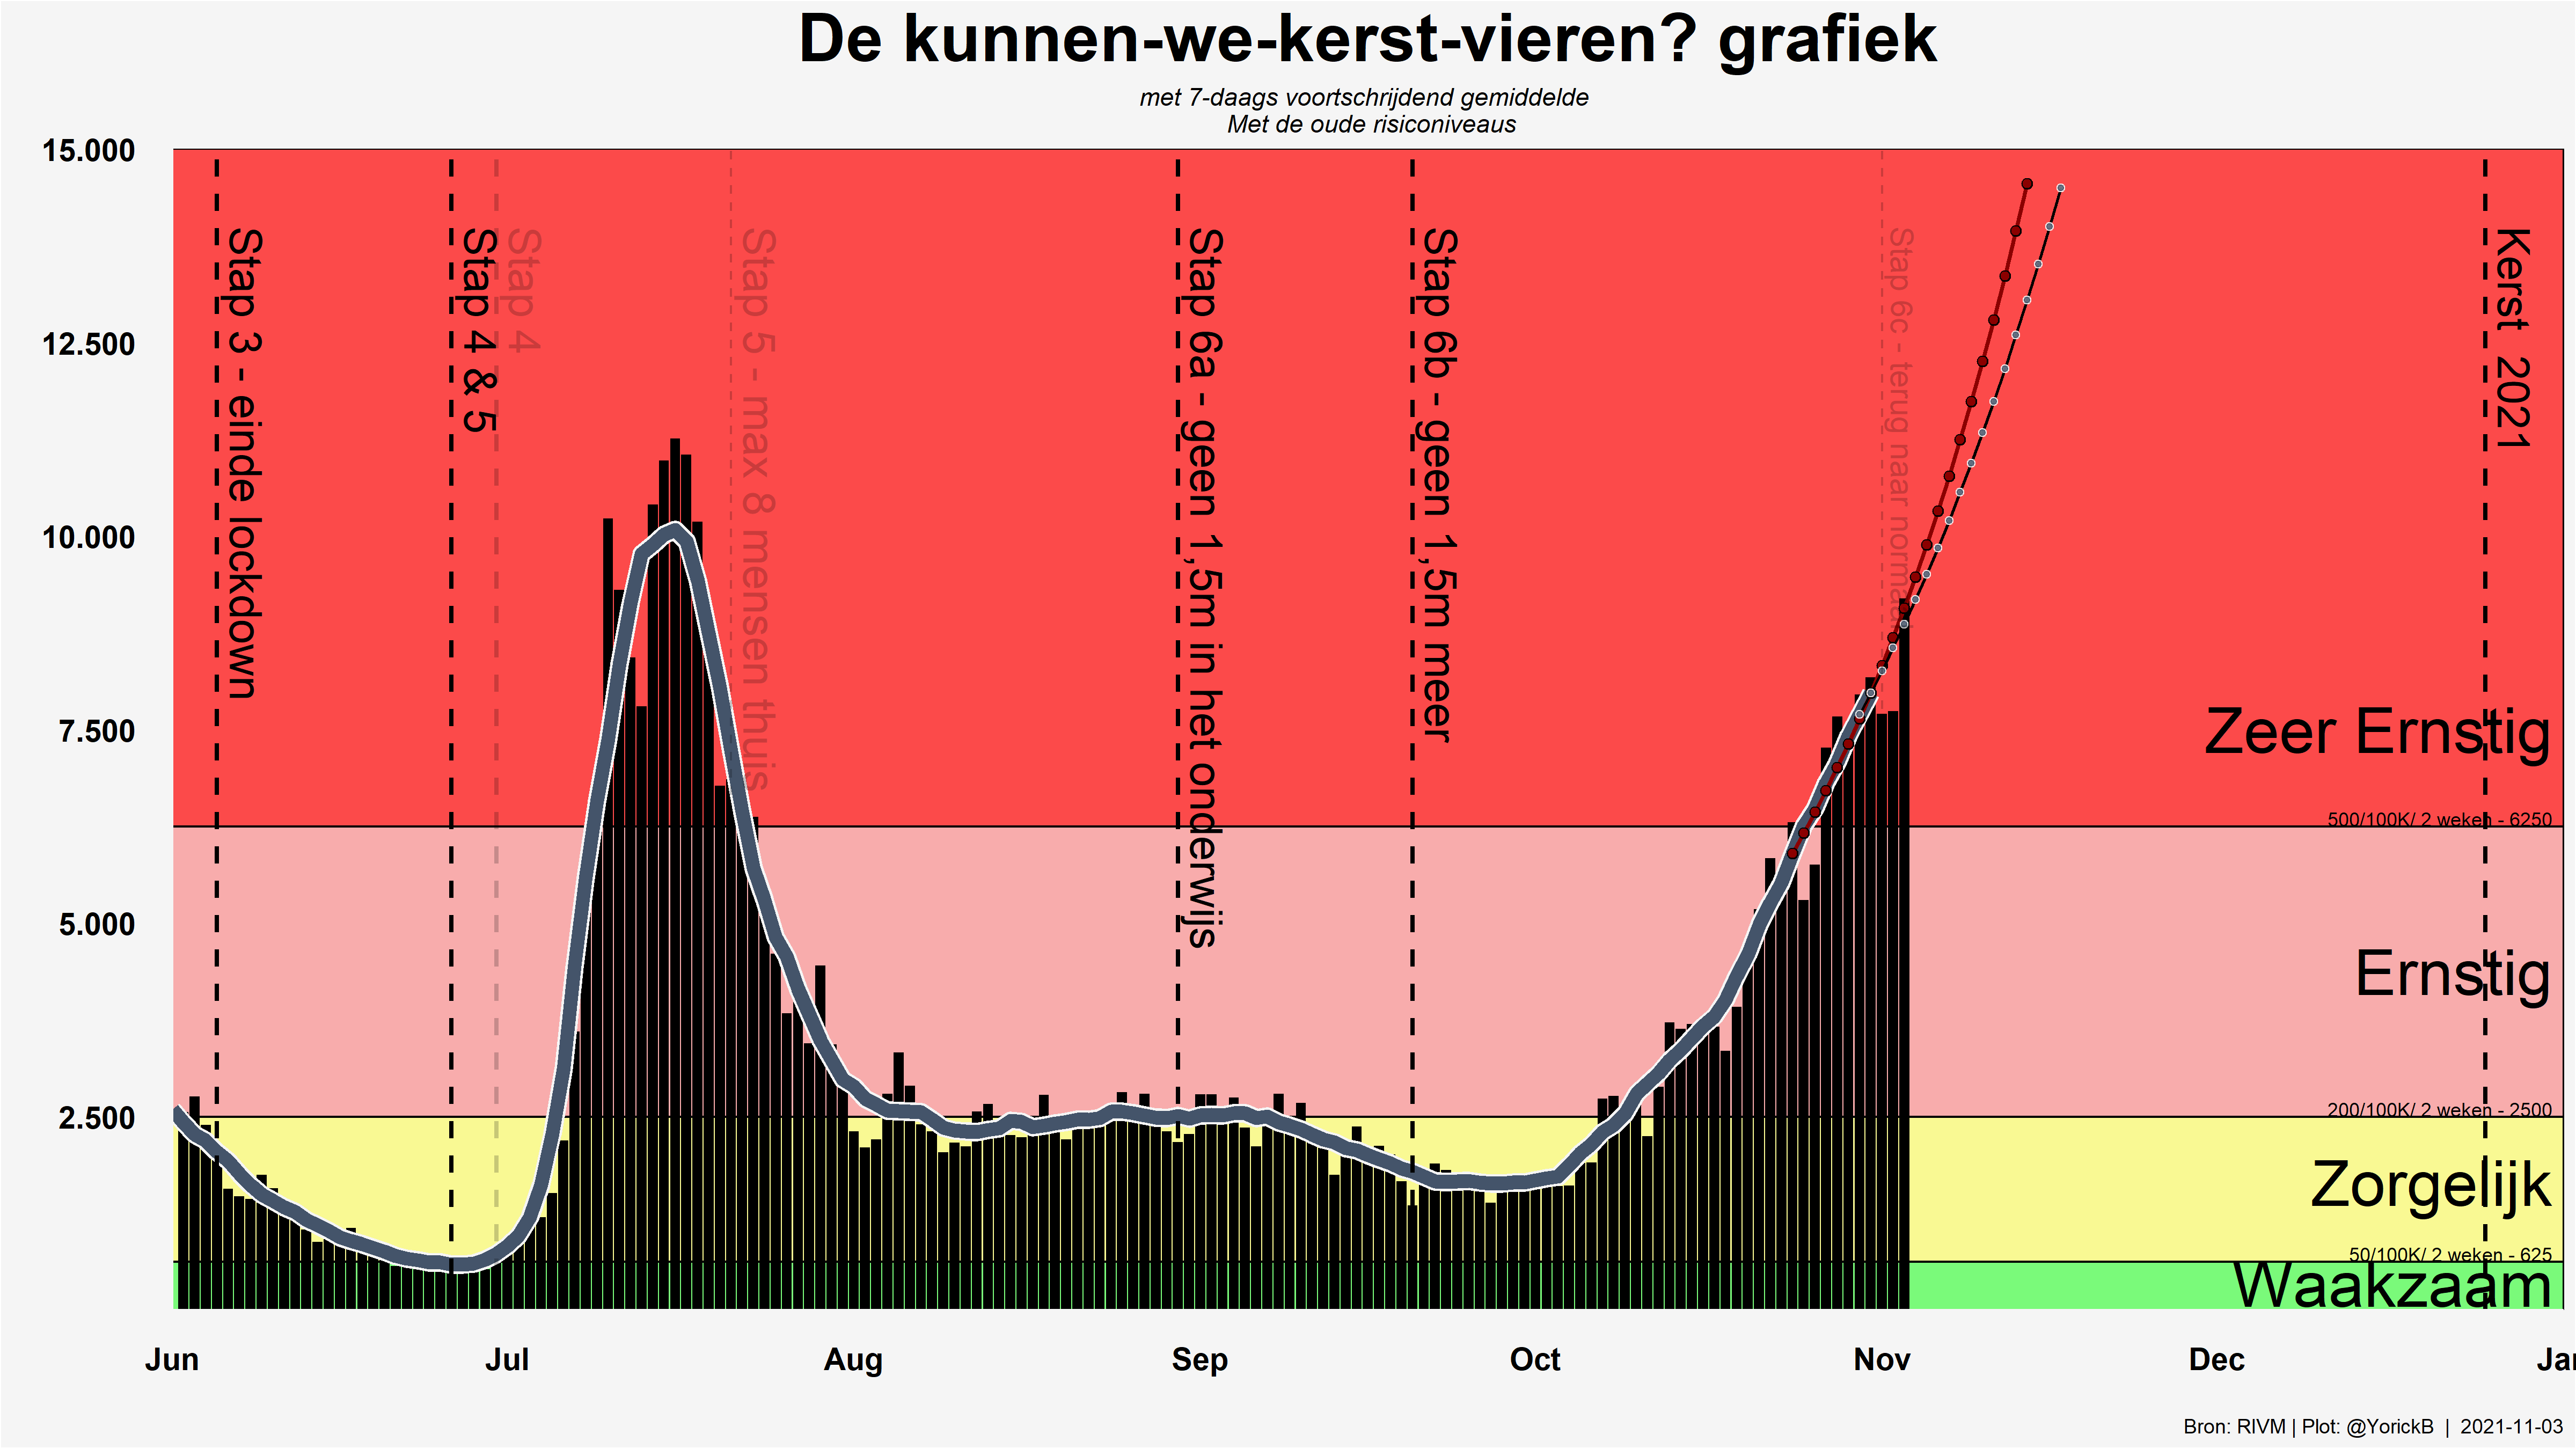 De kunnen-we-kerst-vieren? grafiek
met 7-daags voortschrijdend gemiddelde
Met de oude risiconiveaus
15.000
12.500
10.000
7.500
5.000
2.500
Stap 3 - einde lockdown
Stap 4 & 5
Stap 4
Stap 5 - max 8 mensen thuis
Stap 6a - geen 1,5m in het onderwijs
Stap 6b - geen 1,5m meer
Stap 6c - terug naar normaal
Kerst 2021
Zeer Ernstig
500/100K/ 2 weken - 6250
Ernstig
200/100K/ 2 weken - 2500
Zorgelijk
50/100K/ 2 weken - 625
Waakzaam
Jun
Jul
Aug
Sep
Oct
Nov
Dec
Bron: RIVM | Plot: @YorickB | 2021-11-03